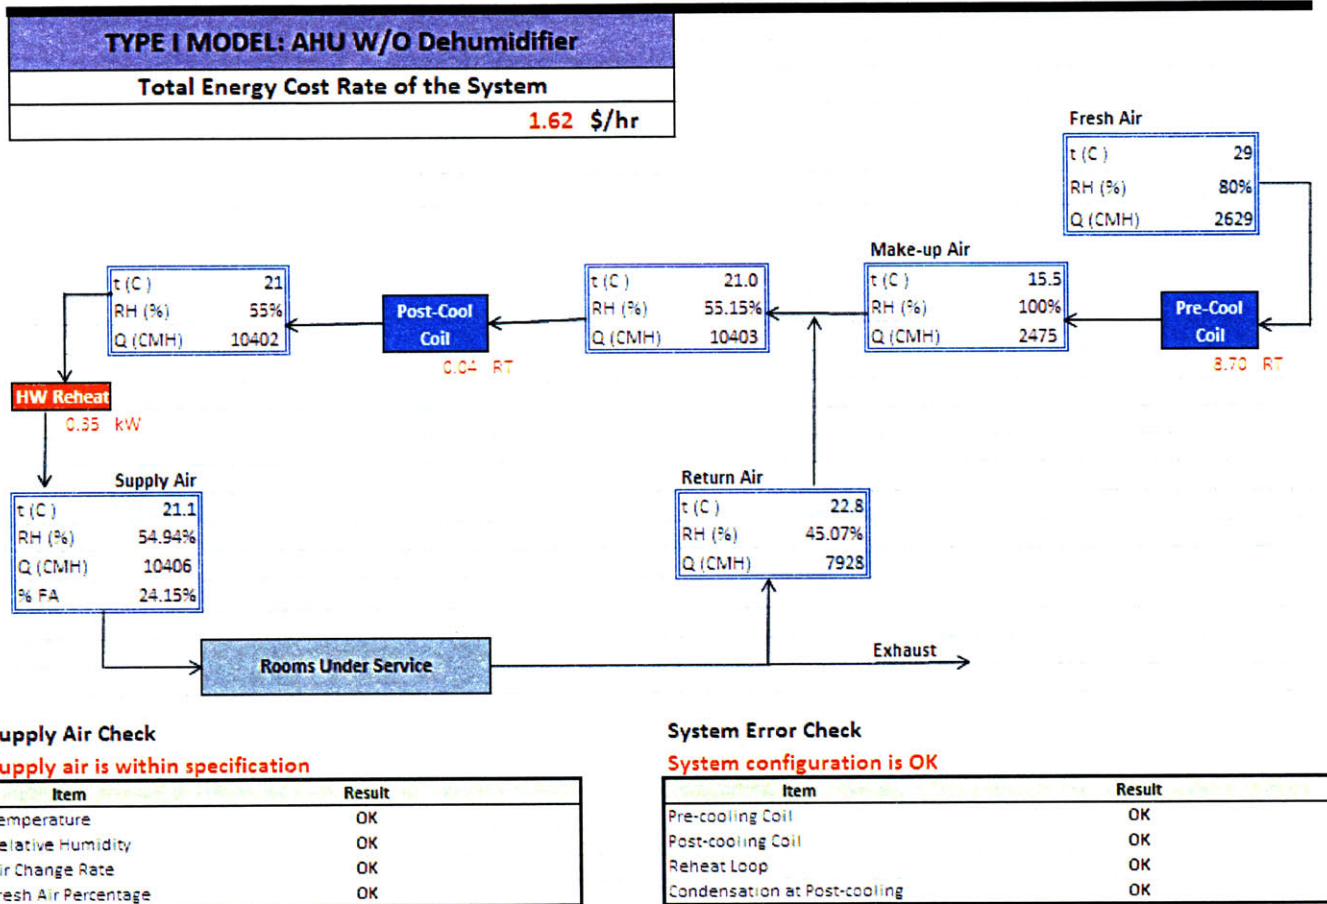 TYPE I MODEL: AHU W/O Dehumidifier
Total Energy Cost Rate of the System
1.62 $/hr
Fresh Air
t (C ) 29
RH (%) 80%
Q (CMH) 2629
Make-up Air
t (C ) 15.5
RH (%) 100%
Q (CMH) 2475
Pre-Cool
Coil
8.70 RT
t (C ) 21.0
RH (%) 55.15%
Q (CMH) 10403
Post-Cool
Coil
0.04 RT
t (C ) 21
RH (%) 55%
Q (CMH) 10402
HW Reheat
0.35 kW
Supply Air
t (C ) 21.1
RH (%) 54.94%
Q (CMH) 10406
% FA 24.15%
Return Air
t (C ) 22.8
RH (%) 45.07%
Q (CMH) 7928
Rooms Under Service
Exhaust
upply Air Check
upply air is within specification
Item Result
emperature OK
elative Humidity OK
ir Change Rate OK
resh Air Percentage OK
System Error Check
System configuration is OK
Item Result
Pre-cooling Coil OK
Post-cooling Coil OK
Reheat Loop OK
Condensation at Post-cooling OK